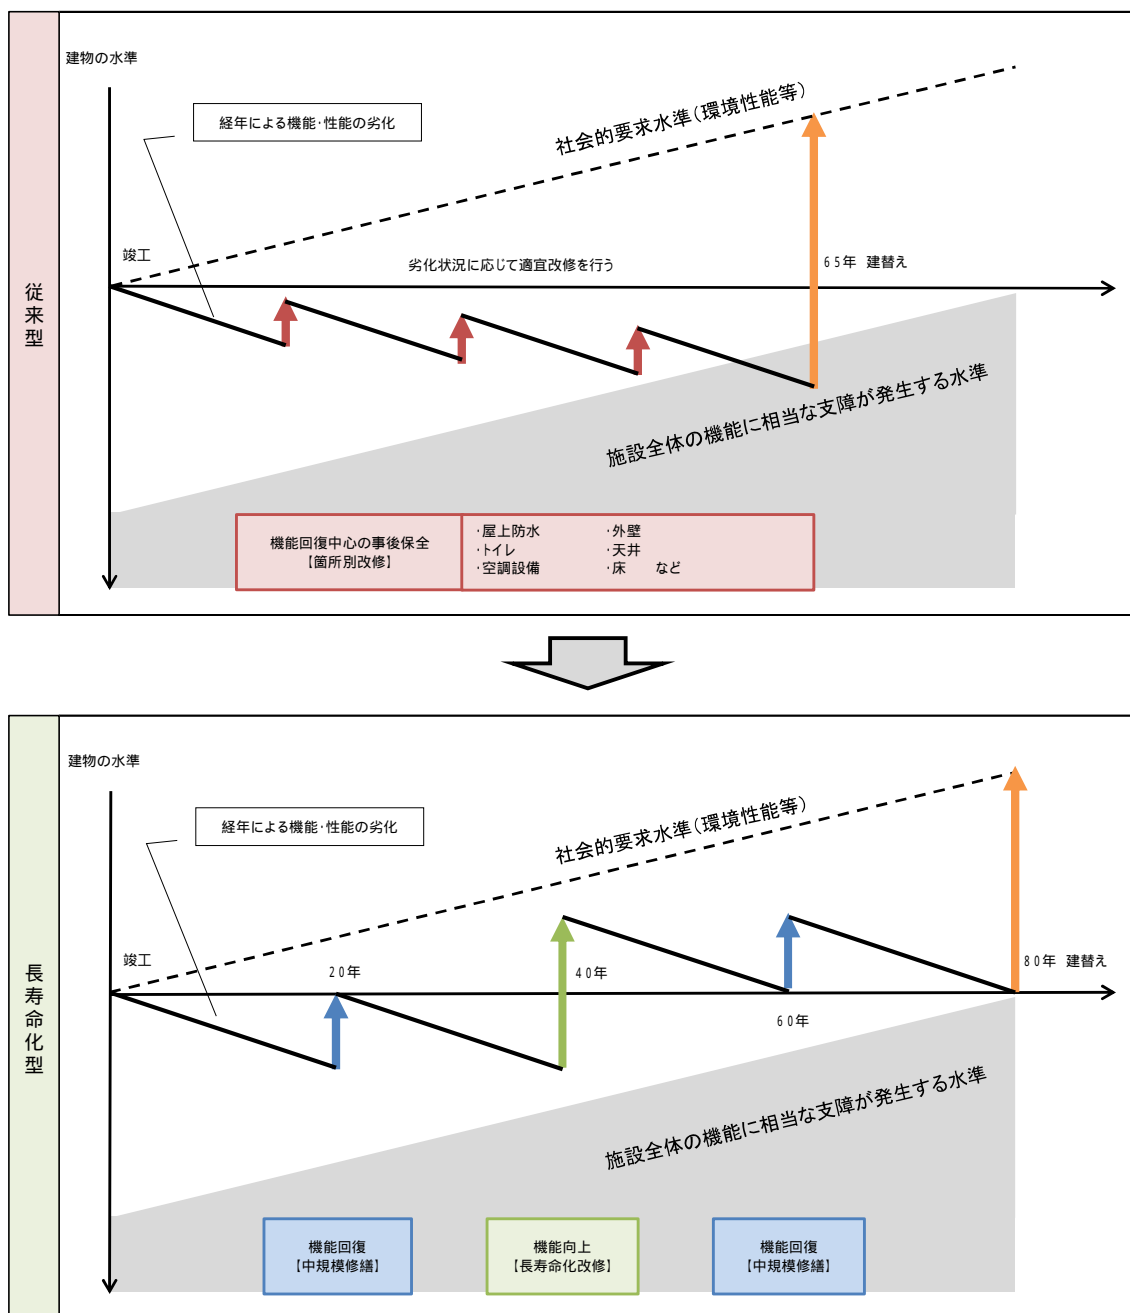 従来型
建物の水準
経年による機能･性能の劣化
社会的要求水準（環境性能等）
竣工
劣化状況に応じて適宜改修を行う
65年 建替え
施設全体の機能に相当な支障が発生する水準
機能回復中心の事後保全
【箇所別改修】
･屋上防水 ･外壁
･トイレ ･天井
･空調設備 ･床 など
長寿命化型
建物の水準
経年による機能･性能の劣化
社会的要求水準（環境性能等）
竣工
20年
40年
60年
80年 建替え
施設全体の機能に相当な支障が発生する水準
機能回復
【中規模修繕】
機能向上
【長寿命化改修】
機能回復
【中規模修繕】